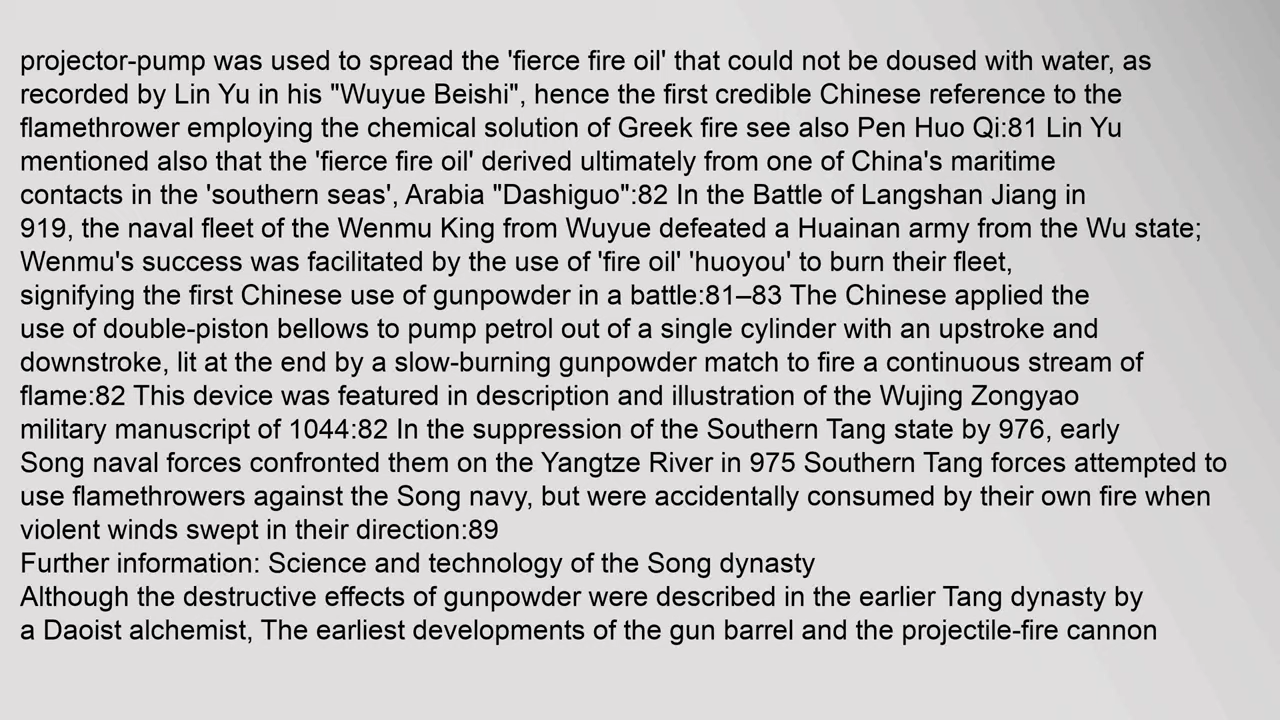 projector-pump was used to spread the 'fierce fire oil' that could not be doused with water, as
recorded by Lin Yu in his "Wuyue Beishi", hence the first credible Chinese reference to the
flamethrower employing the chemical solution of Greek fire see also Pen Huo Qi:81 Lin Yu
mentioned also that the 'fierce fire oil' derived ultimately from one of China's maritime
contacts in the 'southern seas', Arabia "Dashiguo":82 In the Battle of Langshan Jiang in
919, the naval fleet of the Wenmu King from Wuyue defeated a Huainan army from the Wu state;
Wenmu's success was facilitated by the use of 'fire oil' 'huoyou' to burn their fleet,
signifying the first Chinese use of gunpowder in a battle:81–83 The Chinese applied the
use of double-piston bellows to pump petrol out of a single cylinder with an upstroke and
downstroke, lit at the end by a slow-burning gunpowder match to fire a continuous stream of
flame:82 This device was featured in description and illustration of the Wujing Zongyao
military manuscript of 1044:82 In the suppression of the Southern Tang state by 976, early
Song naval forces confronted them on the Yangtze River in 975 Southern Tang forces attempted to
use flamethrowers against the Song navy, but were accidentally consumed by their own fire when
violent winds swept in their direction:89
Further information: Science and technology of the Song dynasty
Although the destructive effects of gunpowder were described in the earlier Tang dynasty by
a Daoist alchemist, The earliest developments of the gun barrel and the projectile-fire cannon